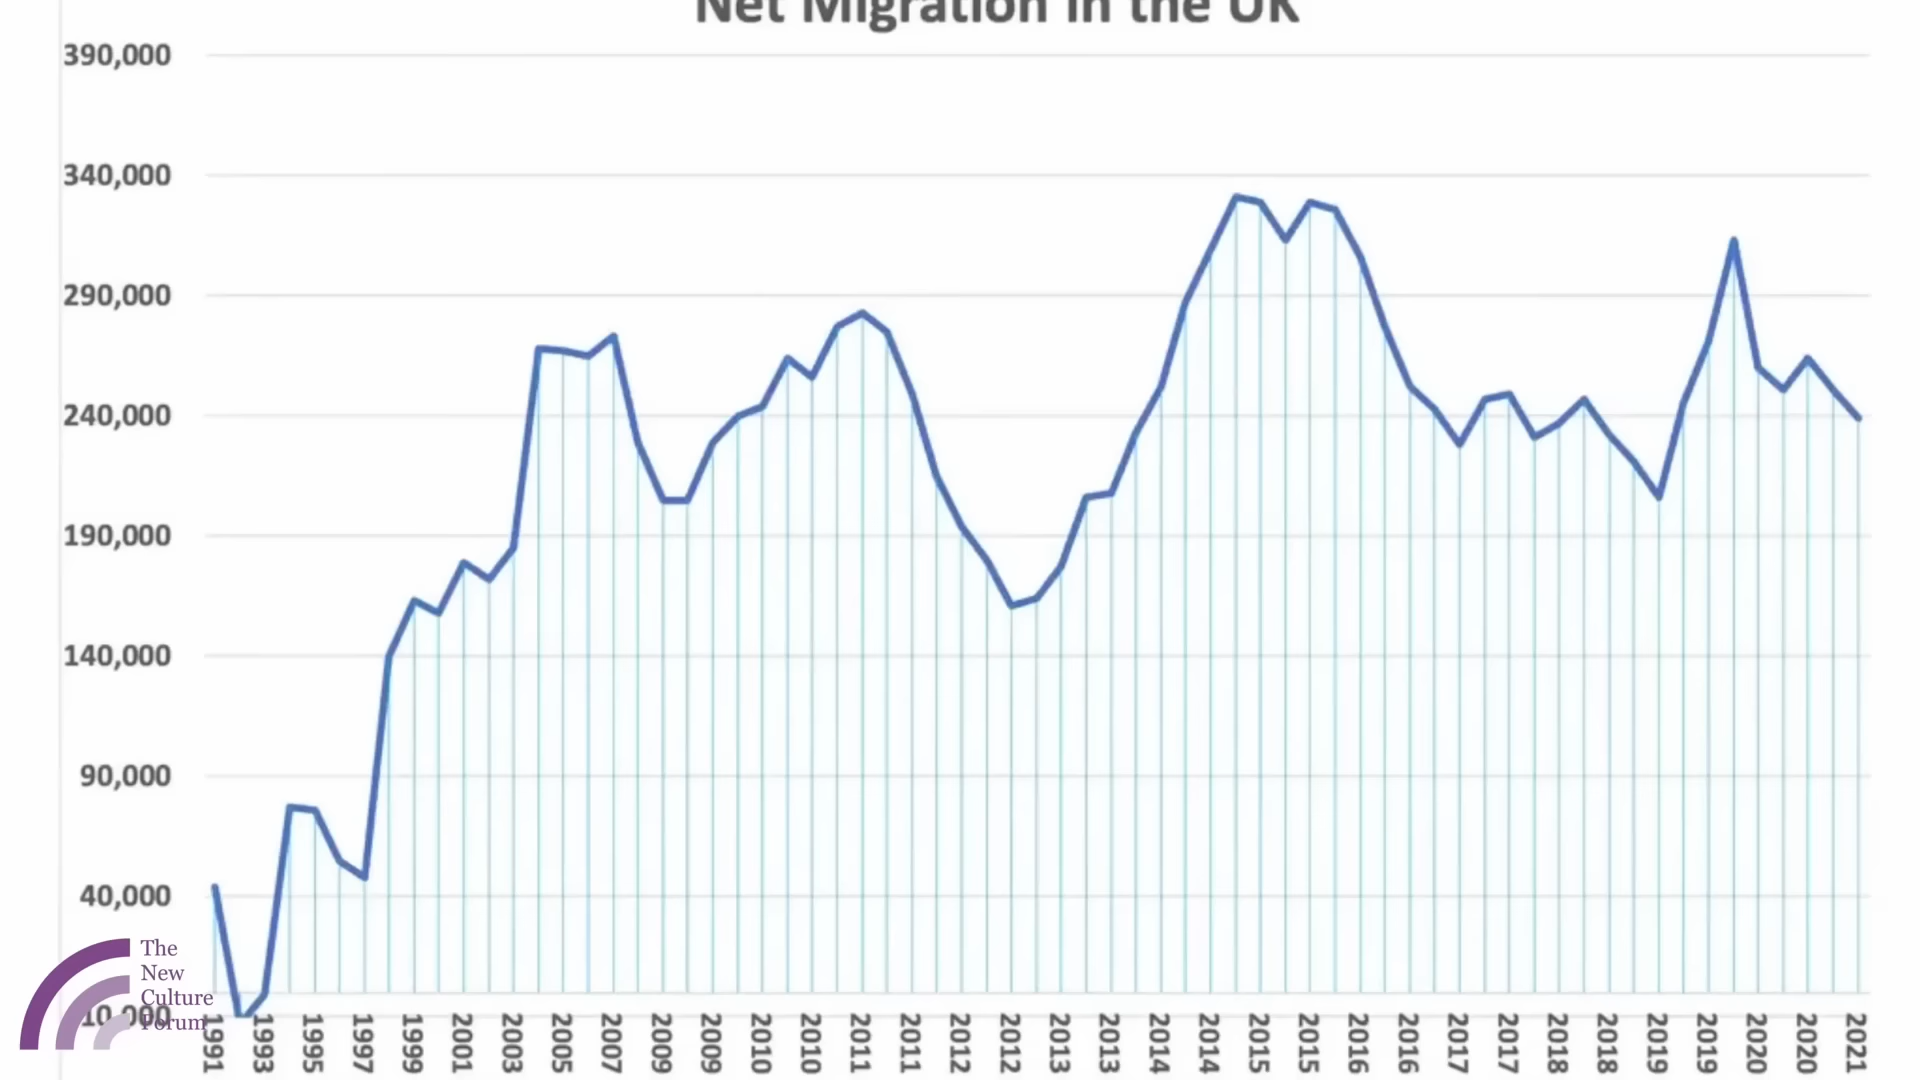 Net Migration in the UK
390,000
340,000
290,000
240,000
190,000
140,000
90,000
40,000
10,000
The
New
Culture
Forum
1991 1993 1995 1997 1999 2001 2003 2005 2007 2009 2009 2010 2010 2011 2011 2012 2012 2013 2013 2014 2014 2015 2015 2016 2016 2017 2017 2018 2018 2019 2019 2020 2020 2021